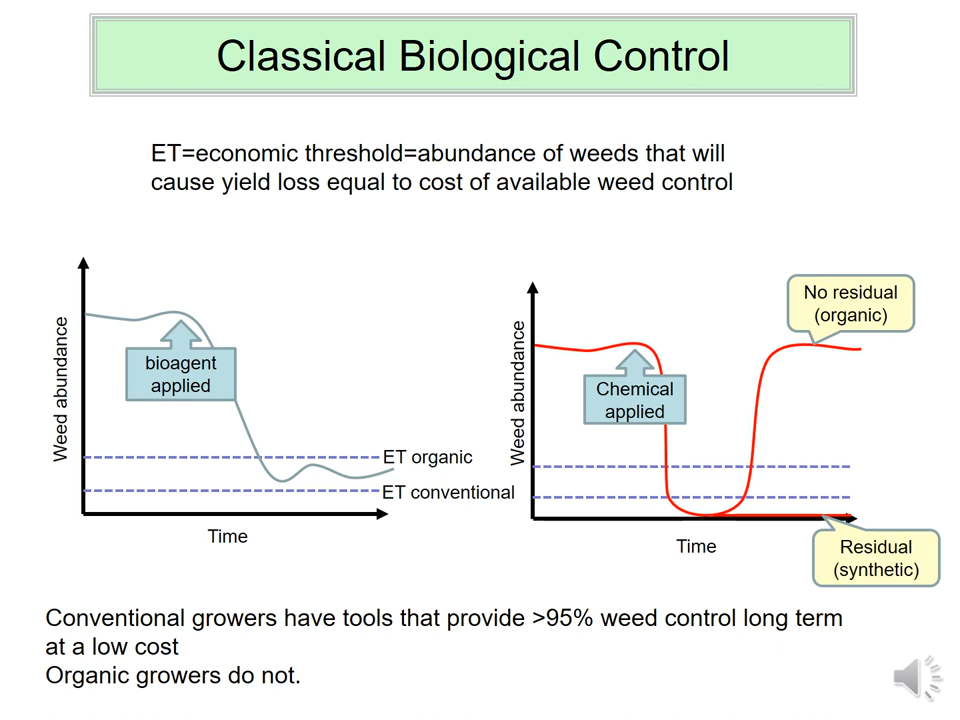 Classical Biological Control
ET=economic threshold=abundance of weeds that will
cause yield loss equal to cost of available weed control
Weed abundance
bioagent
applied
ET organic
ET conventional
Time
Weed abundance
Chemical
applied
No residual
(organic)
Residual
(synthetic)
Time
Conventional growers have tools that provide >95% weed control long term
at a low cost
Organic growers do not.